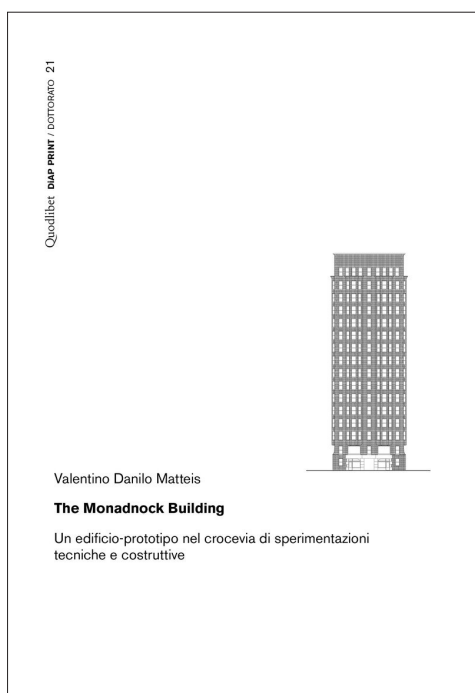 Quodlibet DiAP PRINT / DOTTORATO 21
Valentino Danilo Matteis
The Monadnock Building
Un edificio-prototipo nel crocevia di sperimentazioni
tecniche e costruttive